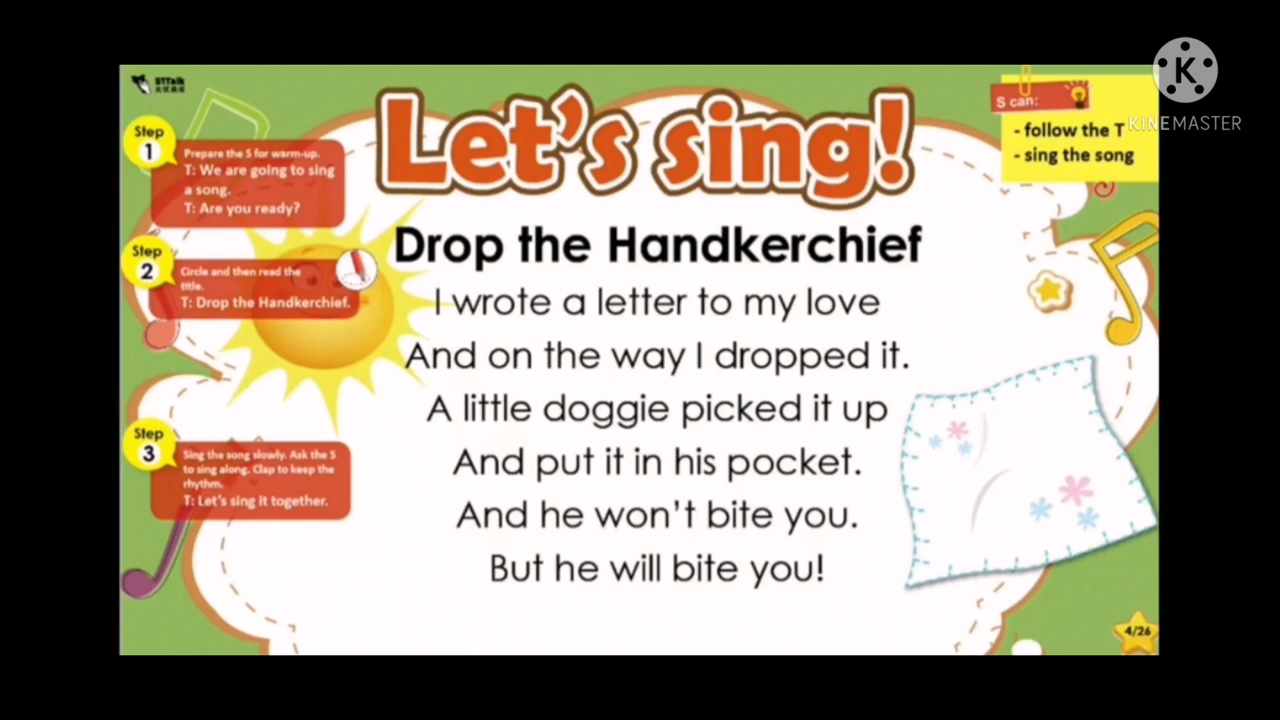 51Talk
Let's sing!
S can:
- follow the T
- sing the song
KINEMASTER
Step
1
Prepare the S for warm-up.
T: We are going to sing
a song.
T: Are you ready?
Step
2
Circle and then read the
title.
T: Drop the Handkerchief.
Step
3
Sing the song slowly. Ask the S
to sing along. Clap to keep the
rhythm.
T: Let's sing it together.
Drop the Handkerchief
I wrote a letter to my love
And on the way I dropped it.
A little doggie picked it up
And put it in his pocket.
And he won't bite you.
But he will bite you!
4/26
K